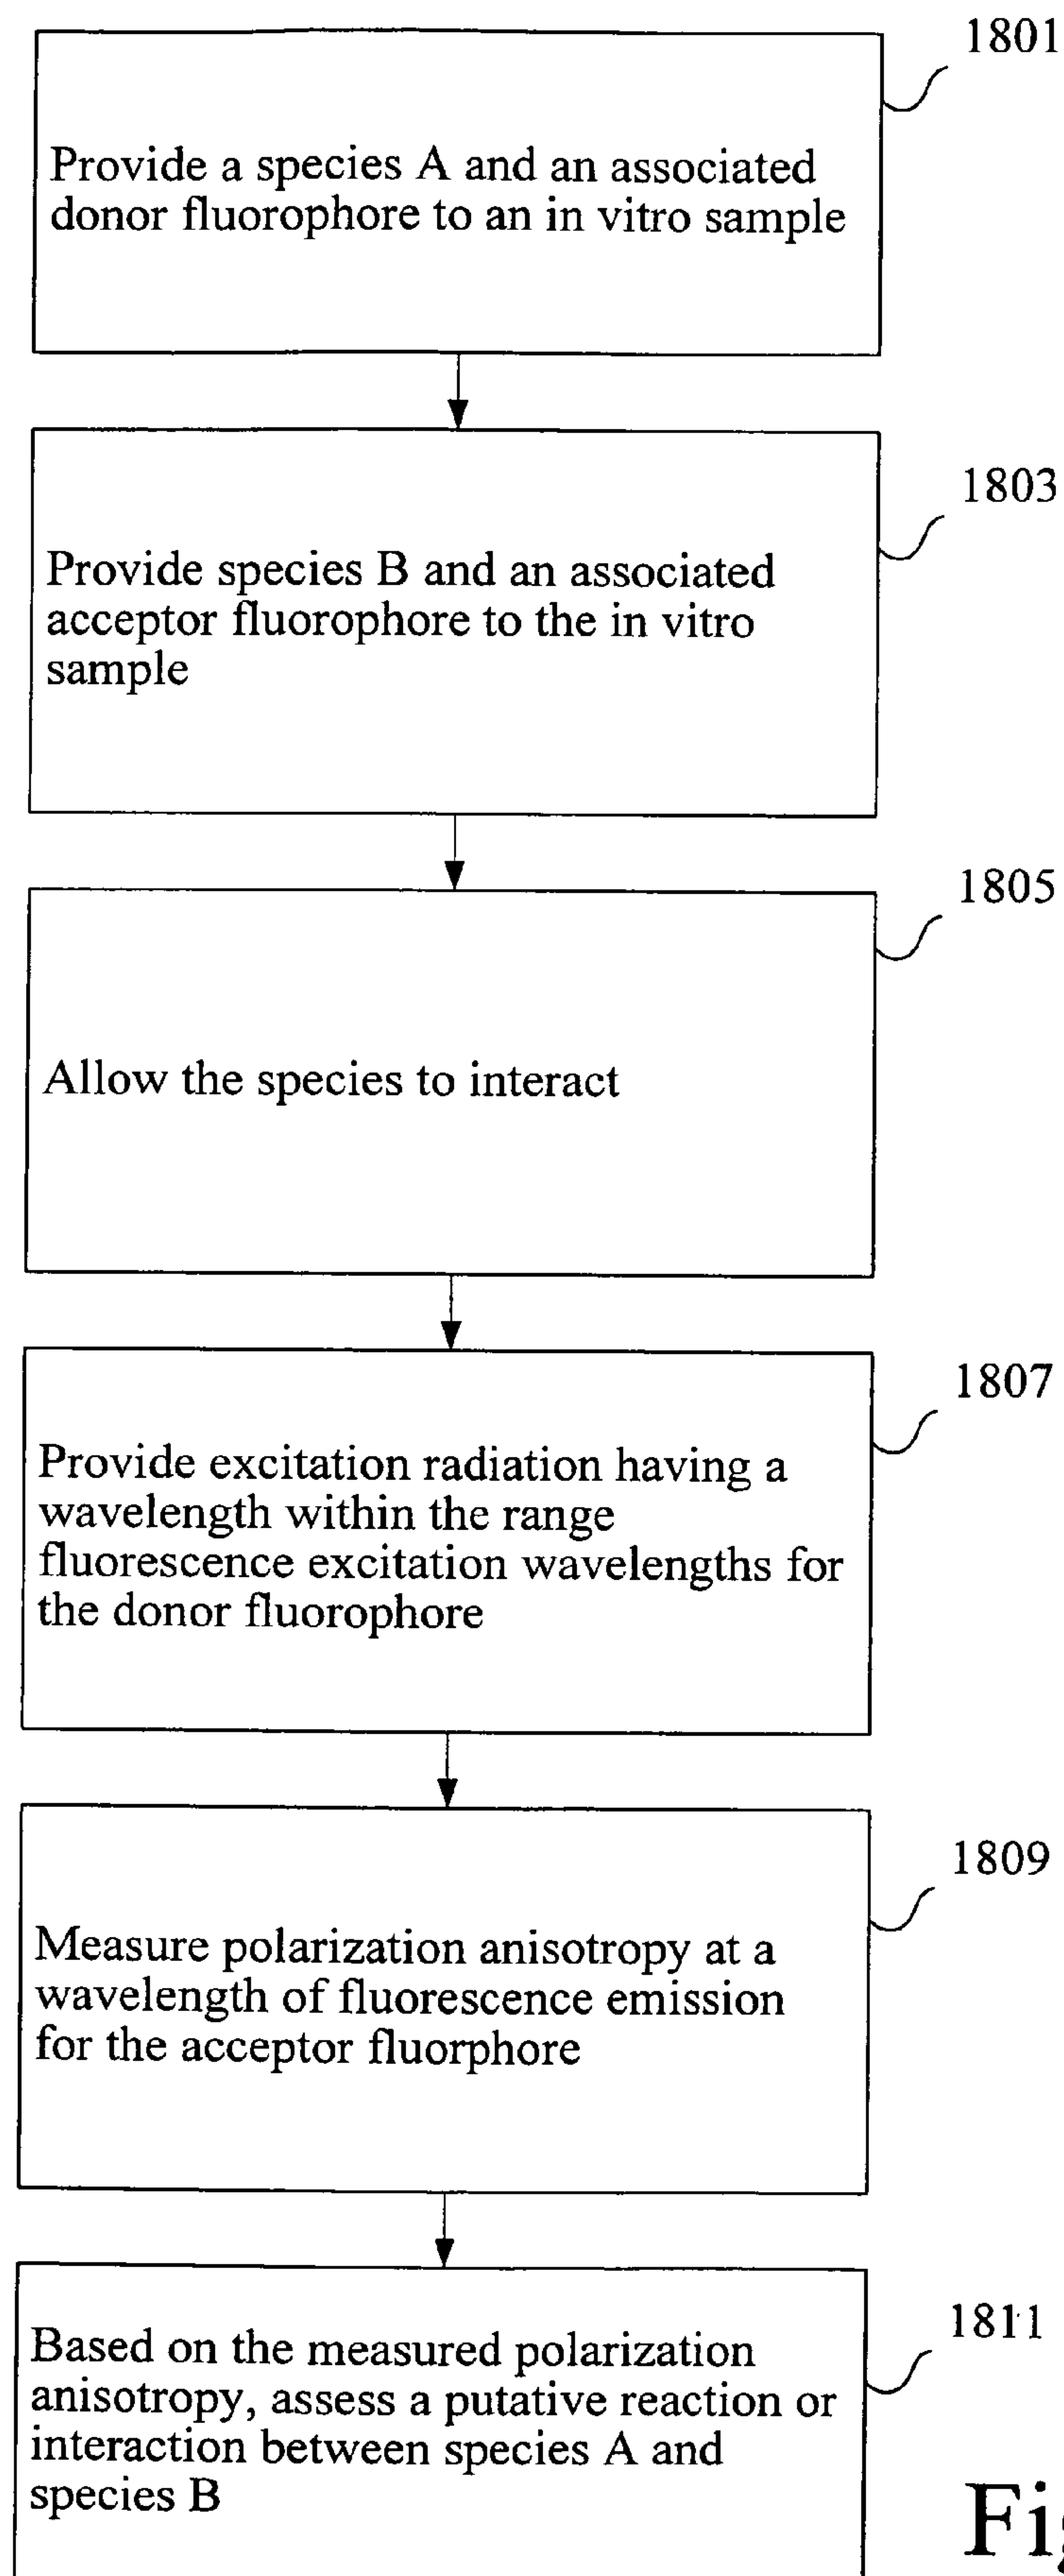 1801
Provide a species A and an associated
donor fluorophore to an in vitro sample
1803
Provide species B and an associated
acceptor fluorophore to the in vitro
sample
1805
Allow the species to interact
1807
Provide excitation radiation having a
wavelength within the range
fluorescence excitation wavelengths for
the donor fluorophore
1809
Measure polarization anisotropy at a
wavelength of fluorescence emission
for the acceptor fluorphore
1811
Based on the measured polarization
anisotropy, assess a putative reaction or
interaction between species A and
species B